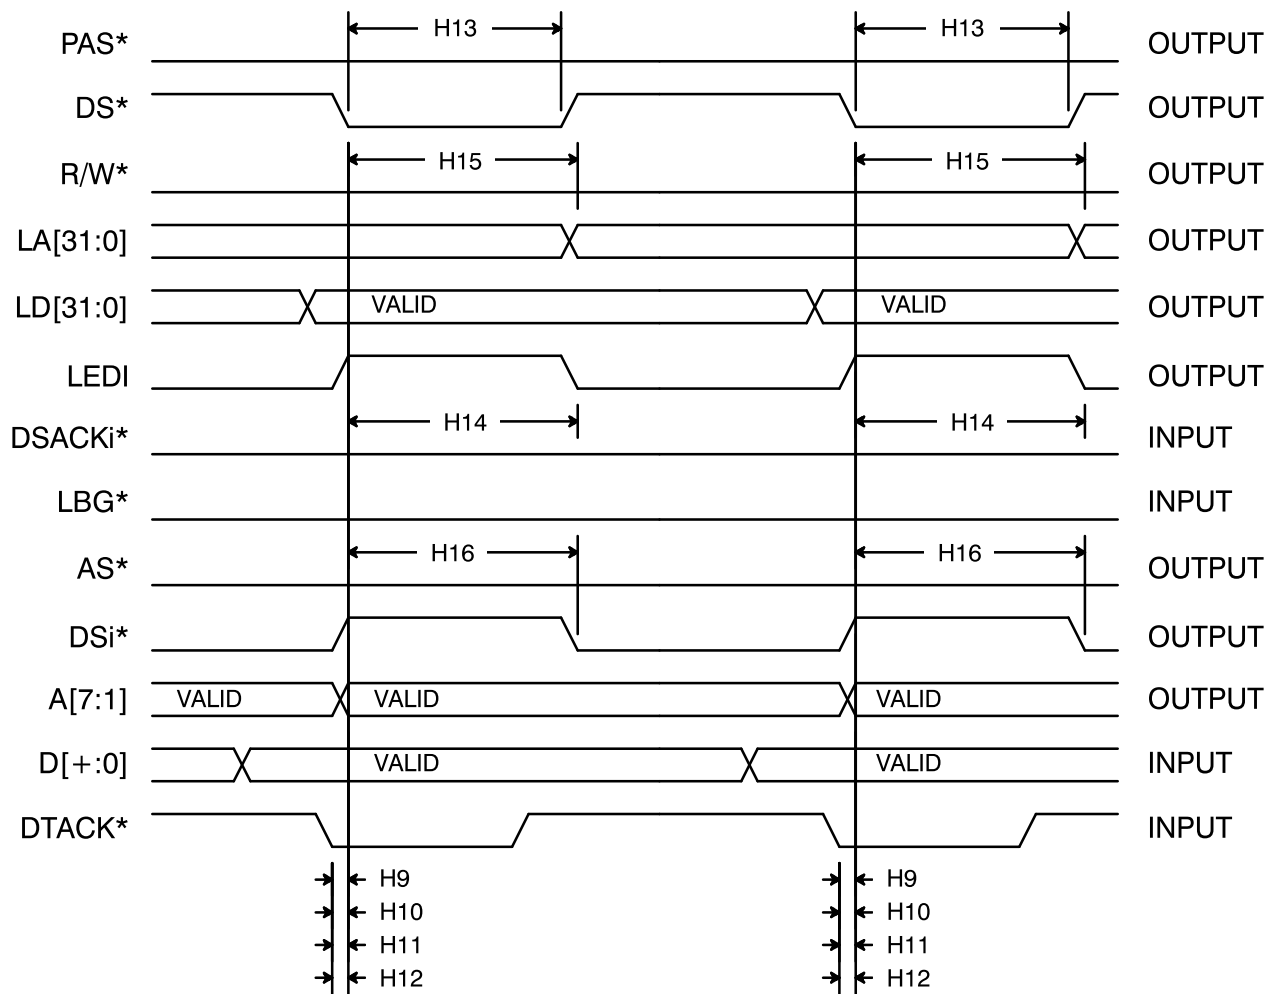 H13 H13
PAS* OUTPUT
DS* OUTPUT
H15 H15
R/W* OUTPUT
LA[31:0] OUTPUT
LD[31:0] VALID VALID OUTPUT
LEDI OUTPUT
H14 H14
DSACKi* INPUT
LBG* INPUT
H16 H16
AS* OUTPUT
DSi* OUTPUT
A[7:1] VALID VALID VALID OUTPUT
D[+:0] VALID VALID INPUT
DTACK* INPUT
H9 H9
H10 H10
H11 H11
H12 H12